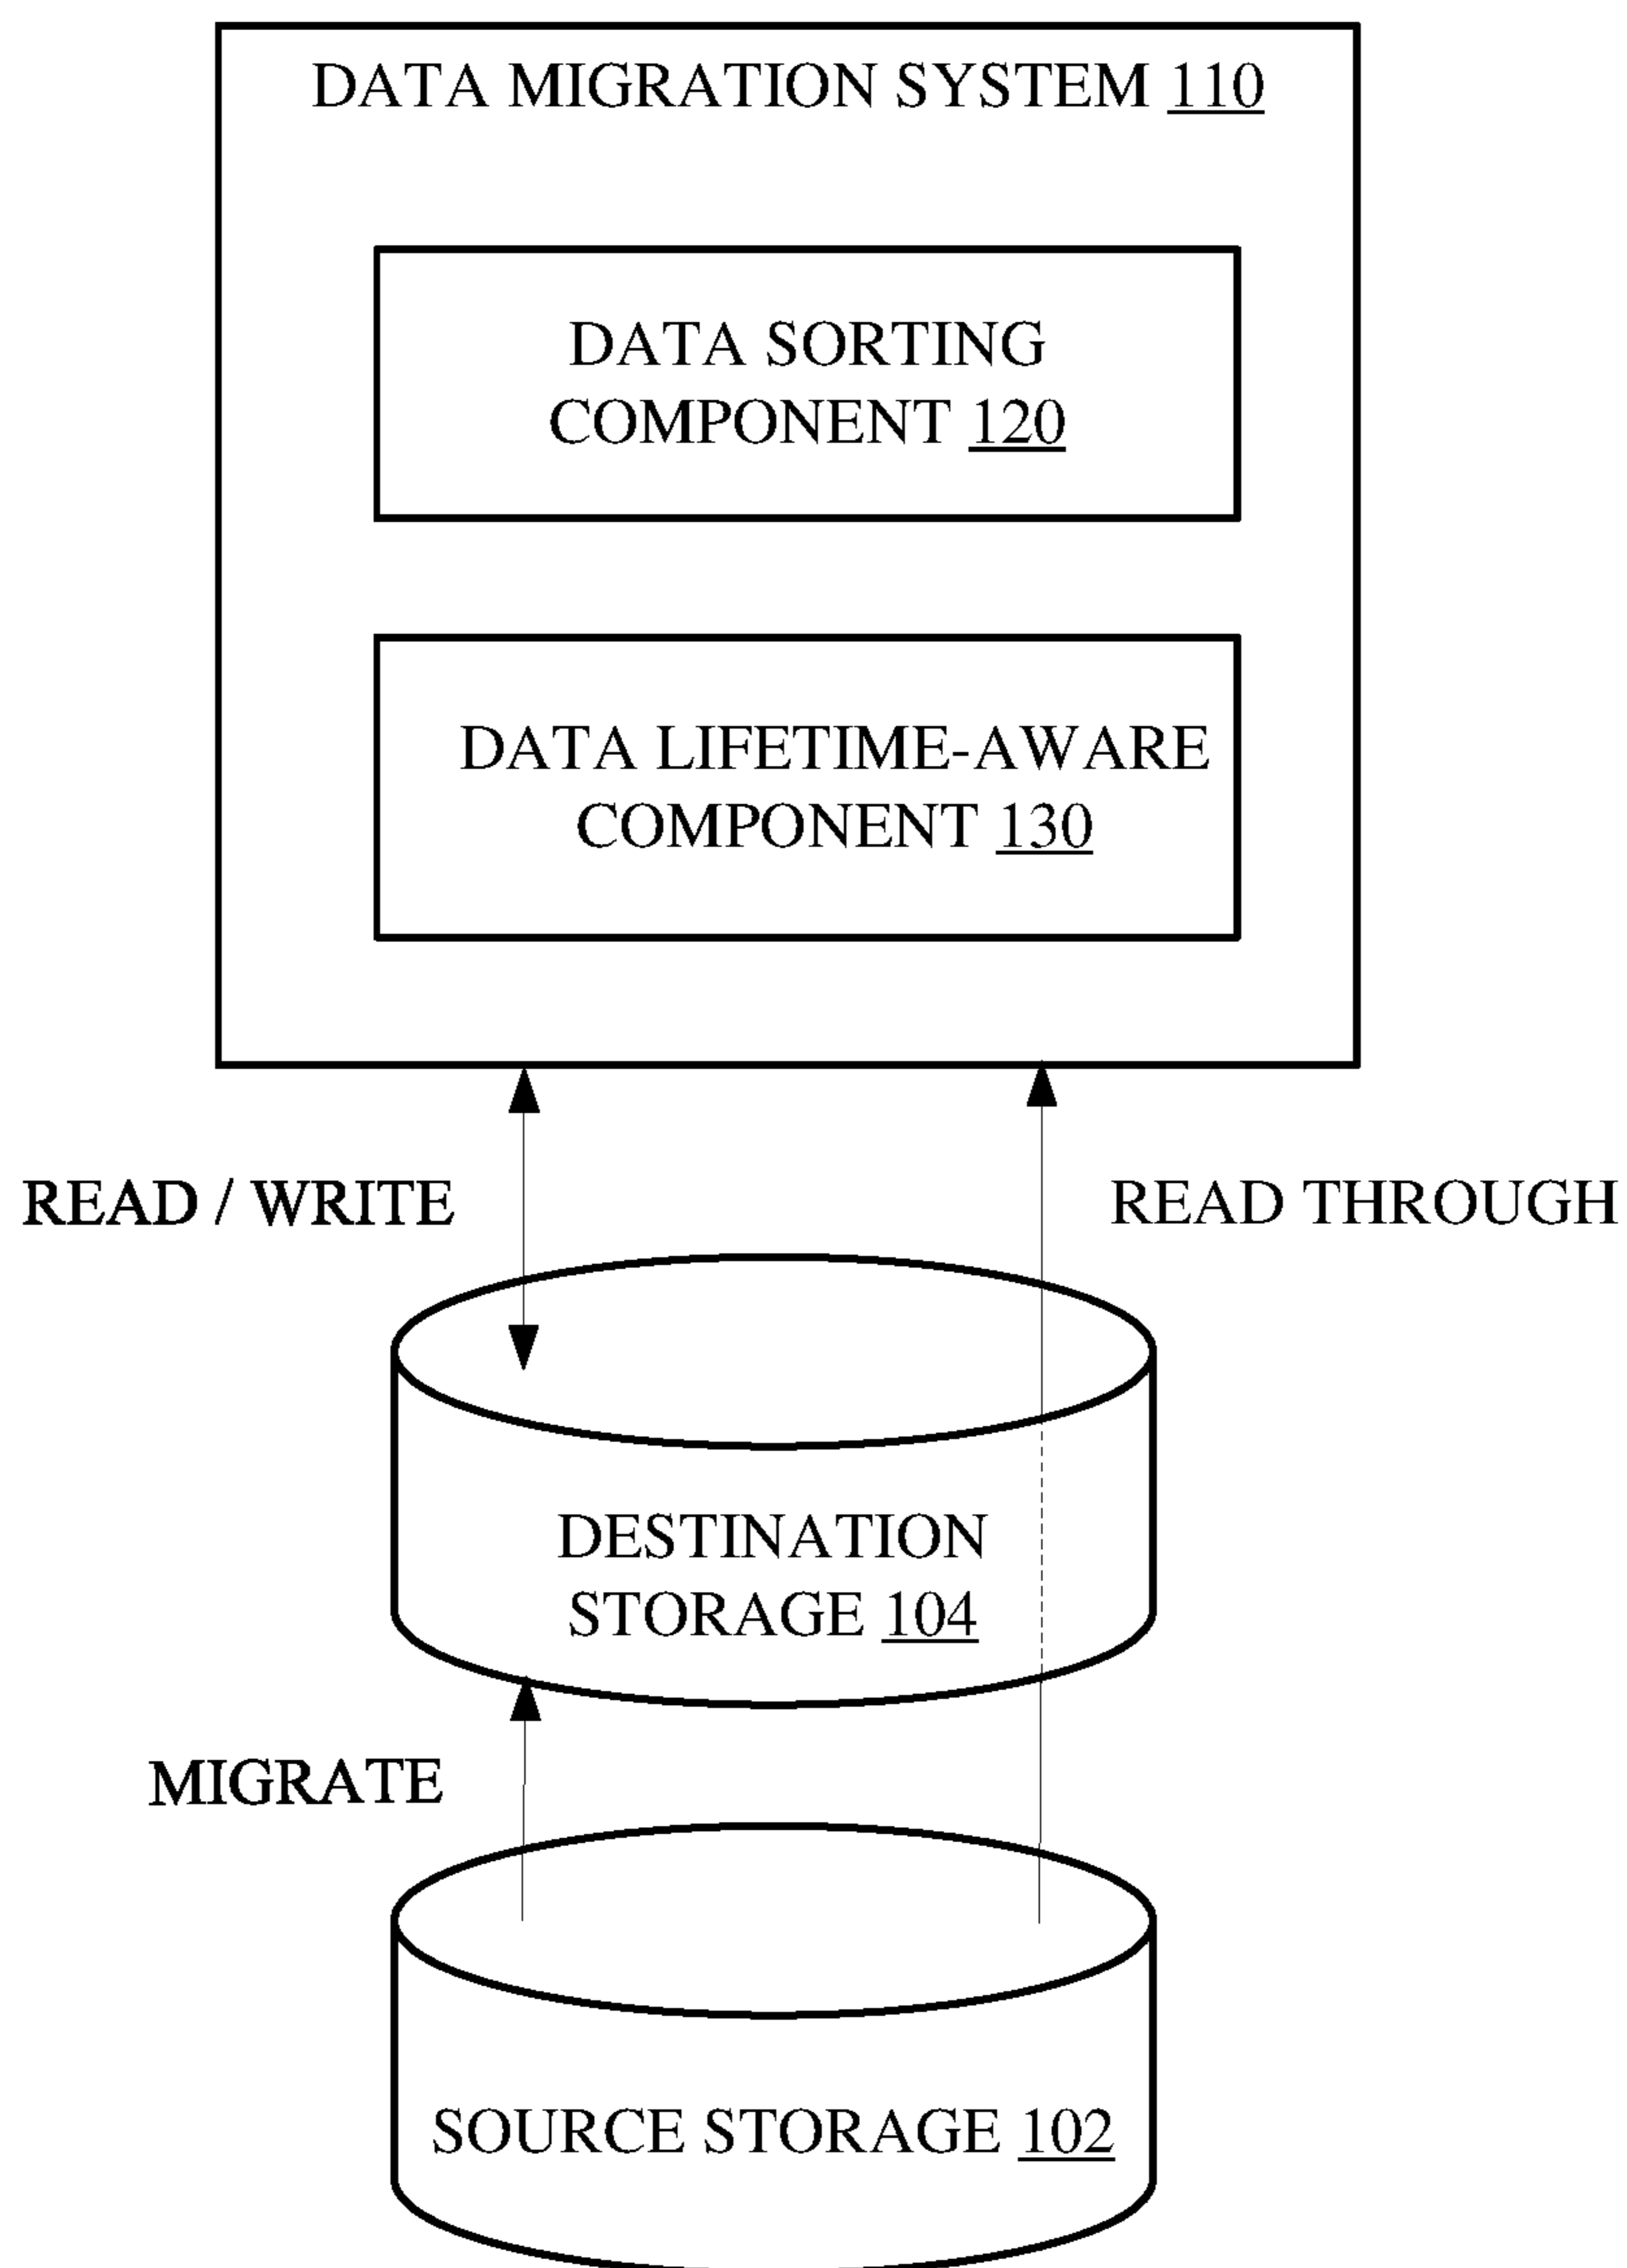 DATA MIGRATION SYSTEM 110
DATA SORTING
COMPONENT 120
DATA LIFETIME-AWARE
COMPONENT 130
READ / WRITE
READ THROUGH
DESTINATION
STORAGE 104
MIGRATE
SOURCE STORAGE 102